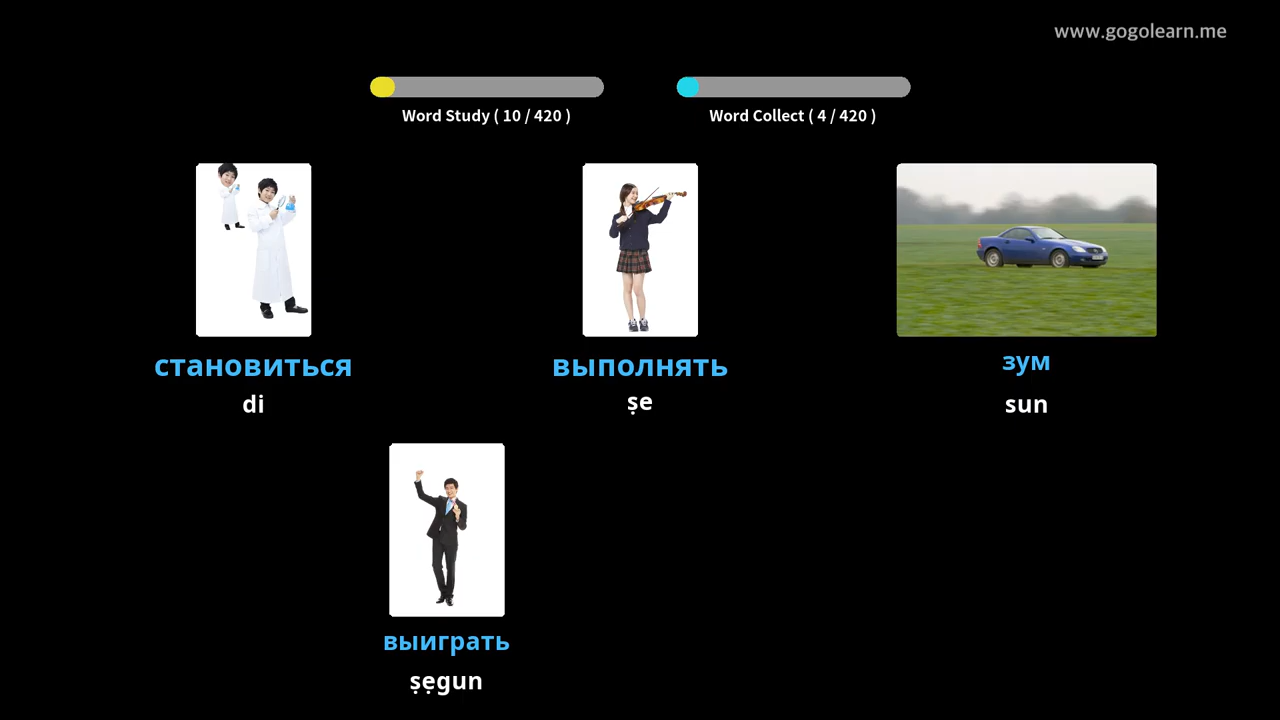 www.gogolearn.me
Word Study ( 10 / 420 )
Word Collect ( 4 / 420 )
становиться
di
выполнять
ṣe
зум
sun
выиграть
ṣẹgun